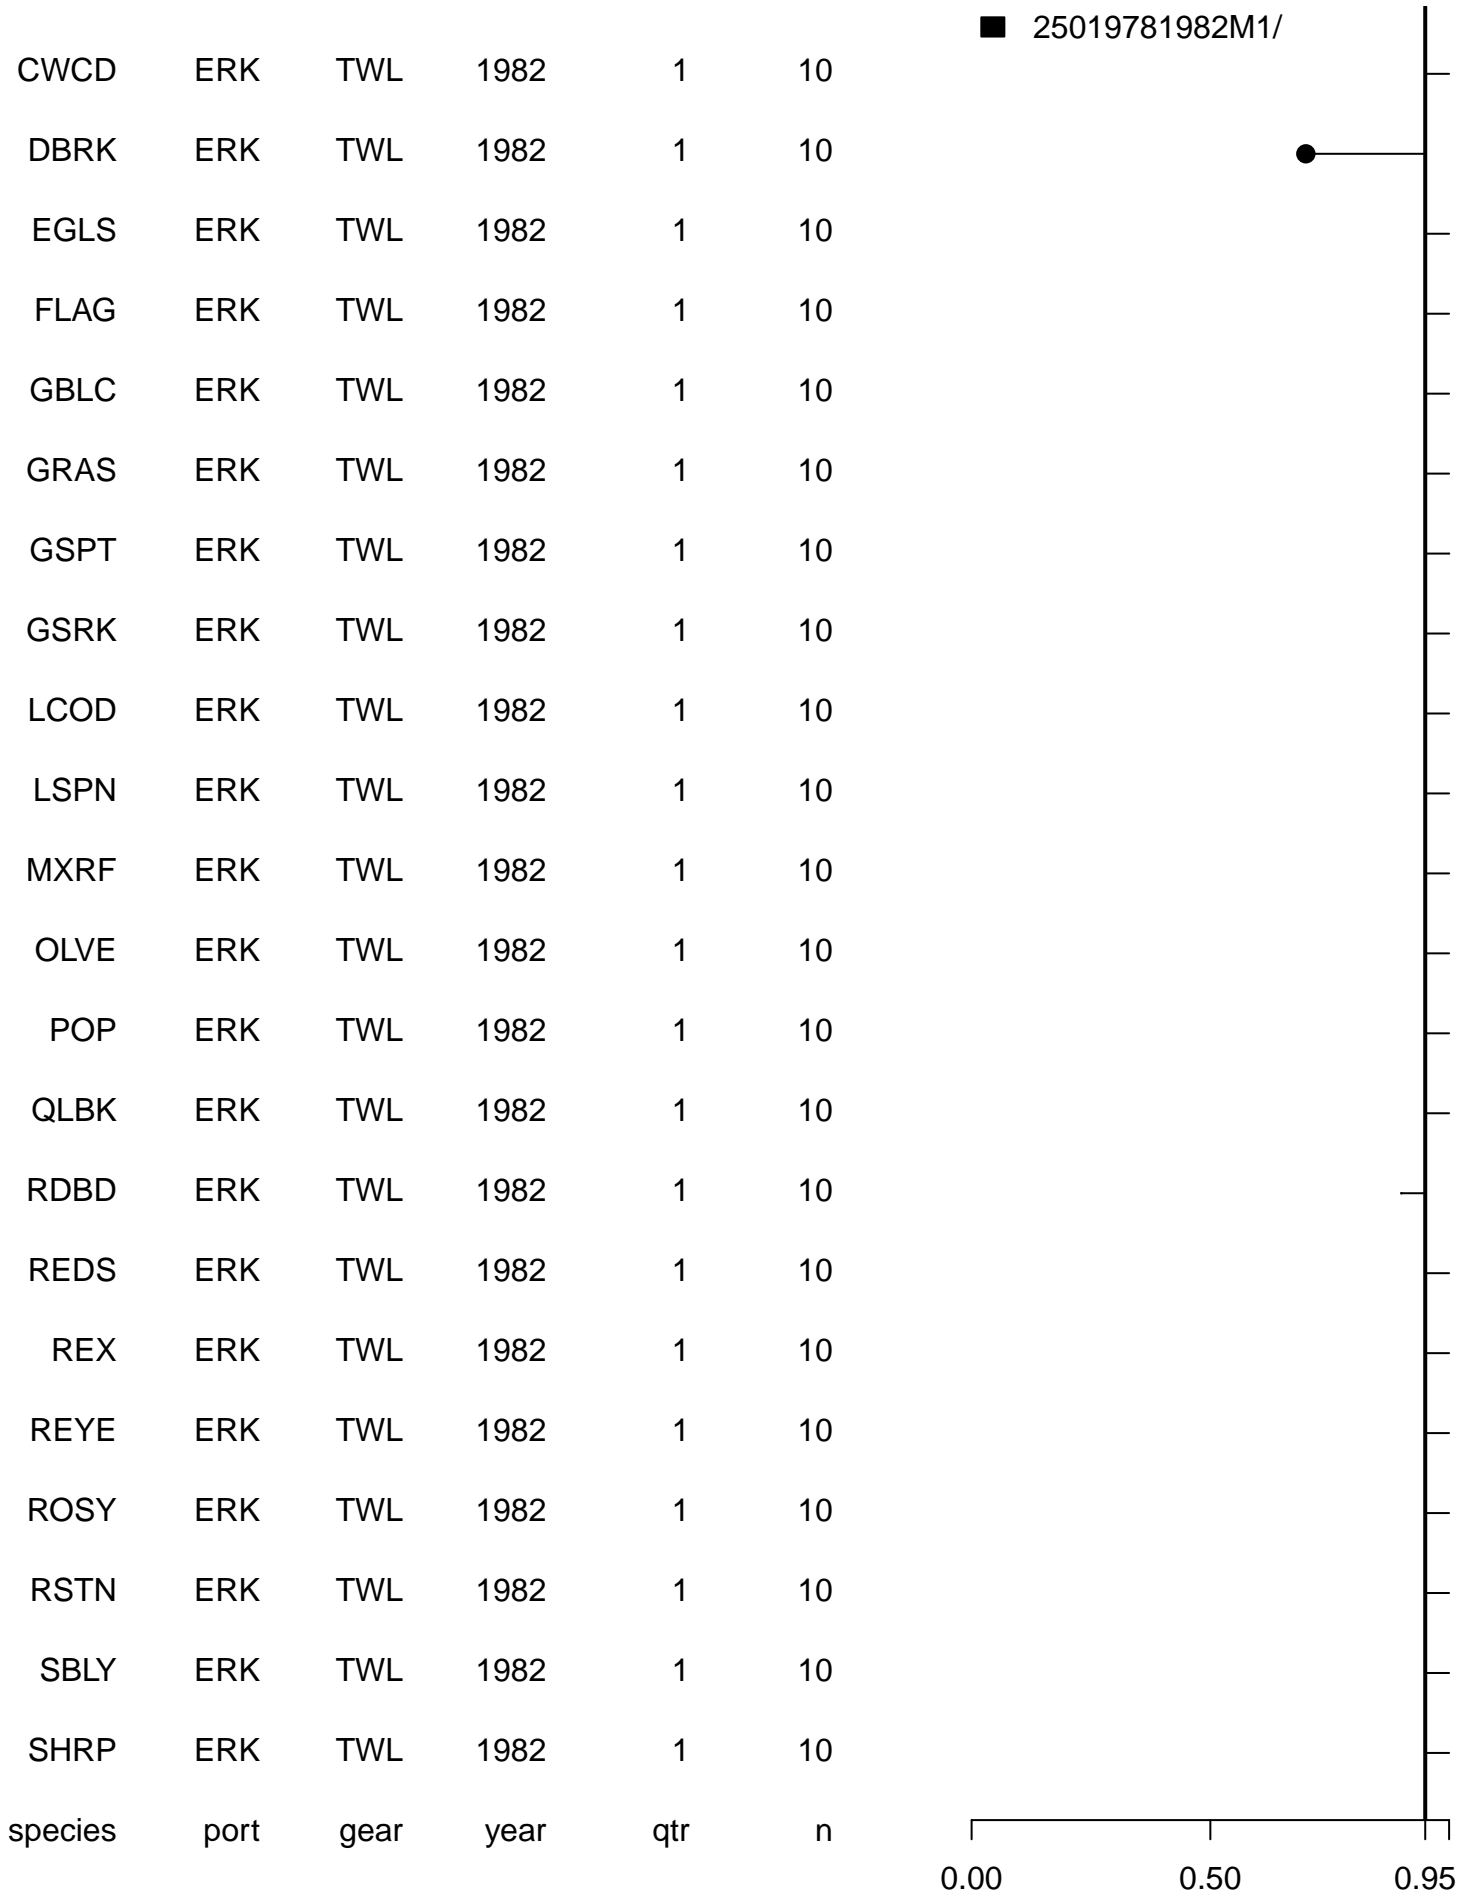 25019781982M1/
CWCD ERK TWL 1982 1 10
DBRK ERK TWL 1982 1 10
EGLS ERK TWL 1982 1 10
FLAG ERK TWL 1982 1 10
GBLC ERK TWL 1982 1 10
GRAS ERK TWL 1982 1 10
GSPT ERK TWL 1982 1 10
GSRK ERK TWL 1982 1 10
LCOD ERK TWL 1982 1 10
LSPN ERK TWL 1982 1 10
MXRF ERK TWL 1982 1 10
OLVE ERK TWL 1982 1 10
POP ERK TWL 1982 1 10
QLBK ERK TWL 1982 1 10
RDBD ERK TWL 1982 1 10
REDS ERK TWL 1982 1 10
REX ERK TWL 1982 1 10
REYE ERK TWL 1982 1 10
ROSY ERK TWL 1982 1 10
RSTN ERK TWL 1982 1 10
SBLY ERK TWL 1982 1 10
SHRP ERK TWL 1982 1 10
species port gear year qtr n
0.00 0.50 0.95